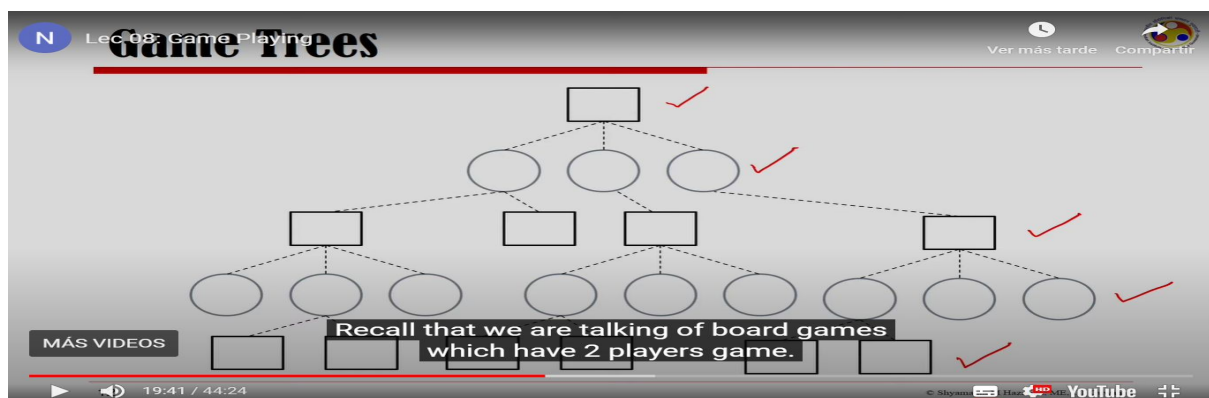 N
Lec 08: Game Playing
Game Trees
Ver más tarde
Compartir
Recall that we are talking of board games
which have 2 players game.
MÁS VIDEOS
19:41 / 44:24
HD
YouTube